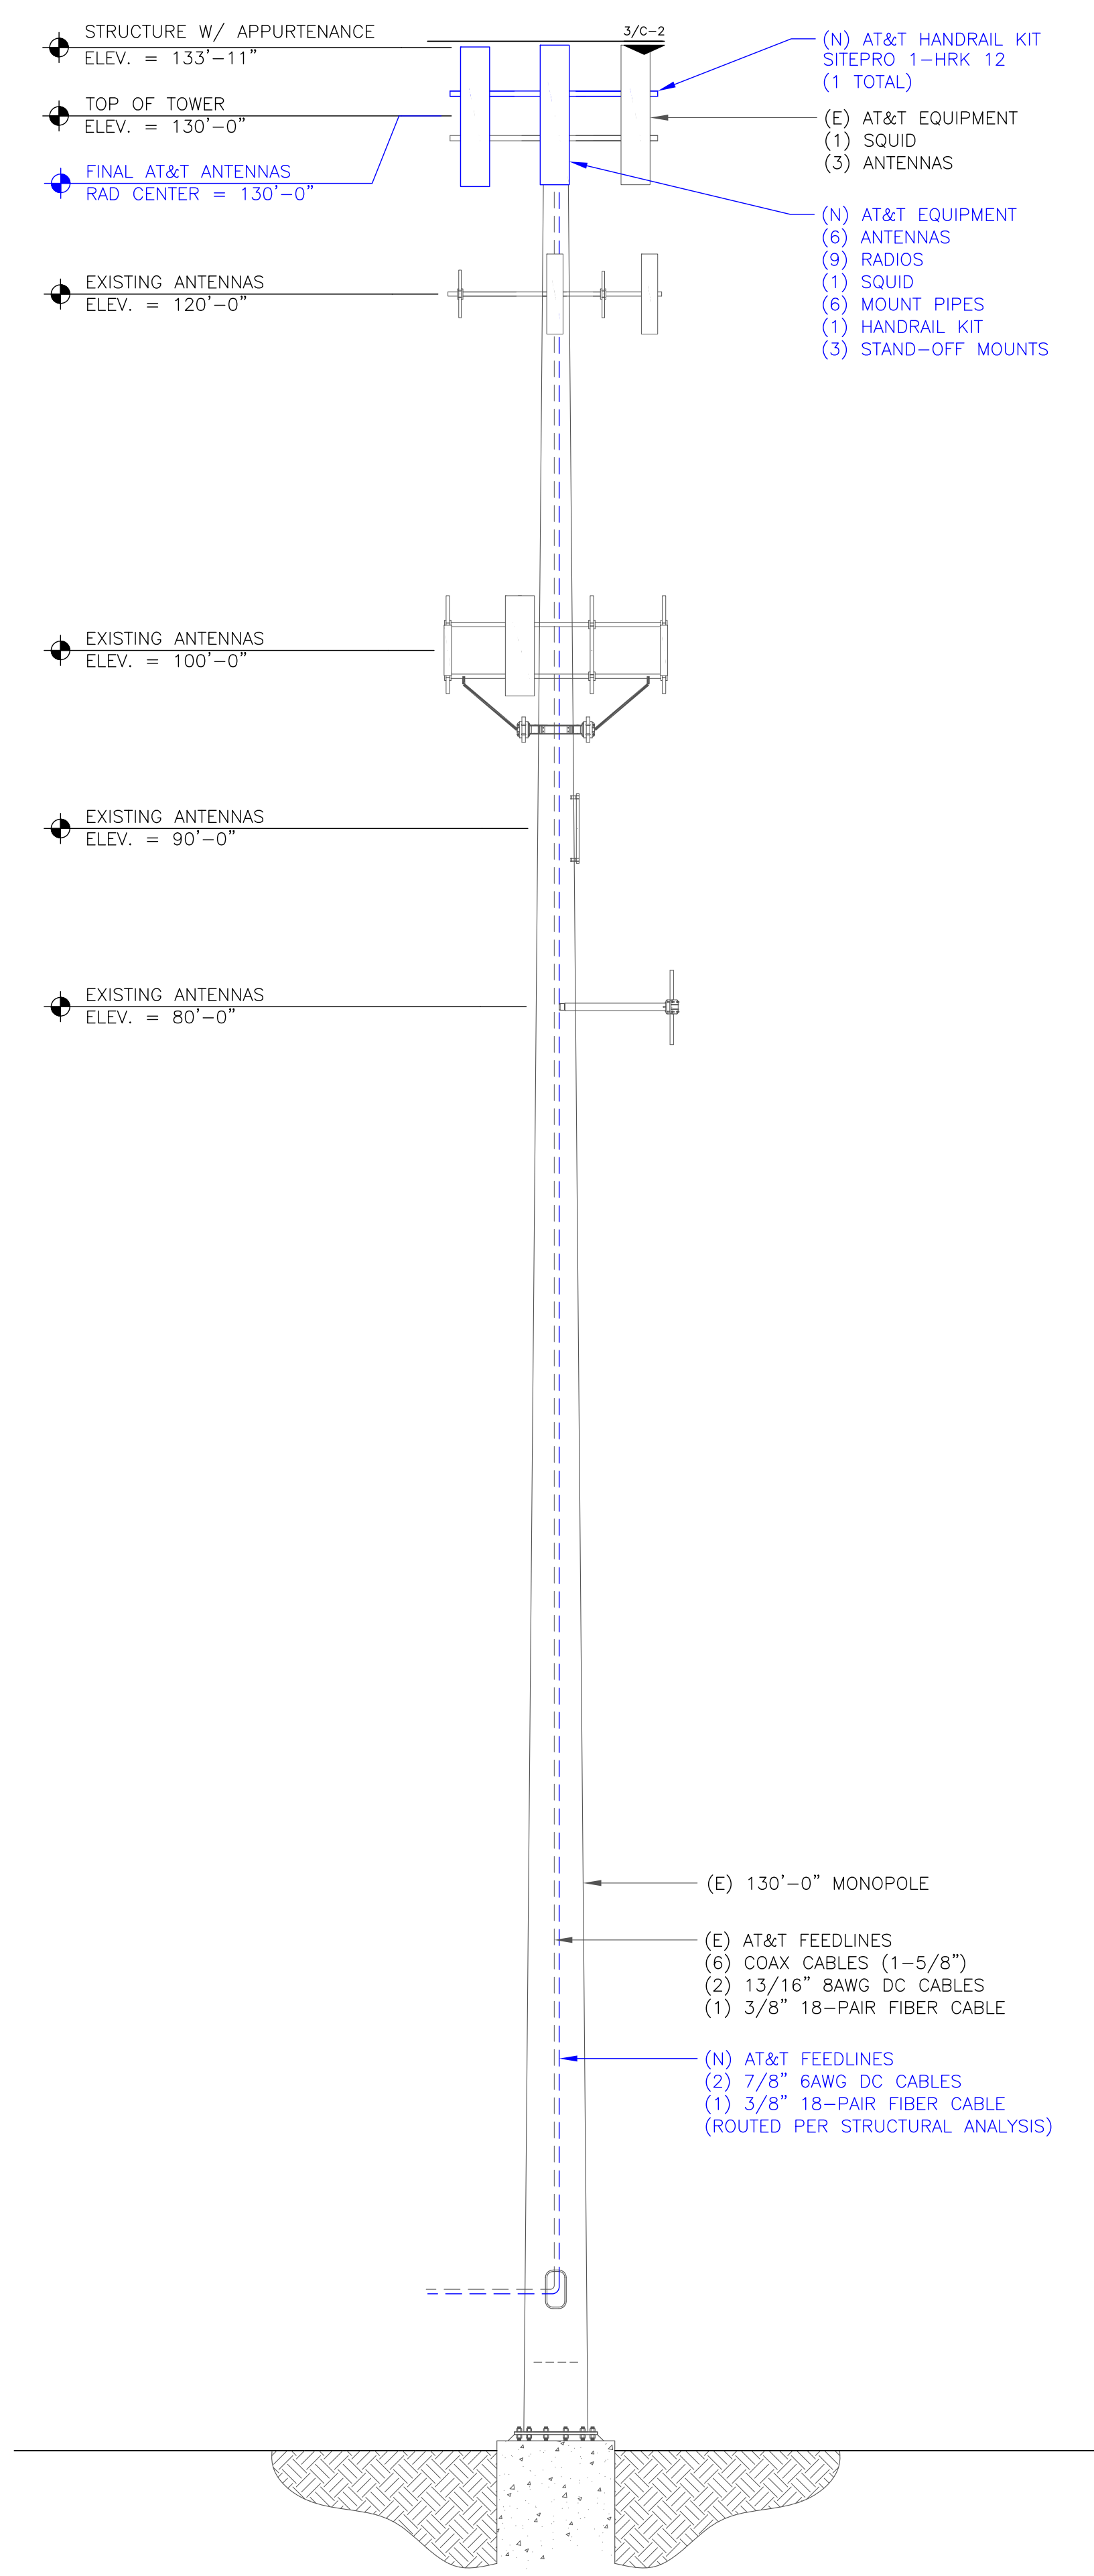 STRUCTURE W/ APPURTENANCE
ELEV. = 133'-11"
TOP OF TOWER
ELEV. = 130'-0"
FINAL AT&T ANTENNAS
RAD CENTER = 130'-0"
EXISTING ANTENNAS
ELEV. = 120'-0"
EXISTING ANTENNAS
ELEV. = 100'-0"
EXISTING ANTENNAS
ELEV. = 90'-0"
EXISTING ANTENNAS
ELEV. = 80'-0"
3/C-2
(N) AT&T HANDRAIL KIT
SITEPRO 1-HRK 12
(1 TOTAL)
(E) AT&T EQUIPMENT
(1) SQUID
(3) ANTENNAS
(N) AT&T EQUIPMENT
(6) ANTENNAS
(9) RADIOS
(1) SQUID
(6) MOUNT PIPES
(1) HANDRAIL KIT
(3) STAND-OFF MOUNTS
(E) 130'-0" MONOPOLE
(E) AT&T FEEDLINES
(6) COAX CABLES (1-5/8")
(2) 13/16" 8AWG DC CABLES
(1) 3/8" 18-PAIR FIBER CABLE
(N) AT&T FEEDLINES
(2) 7/8" 6AWG DC CABLES
(1) 3/8" 18-PAIR FIBER CABLE
(ROUTED PER STRUCTURAL ANALYSIS)